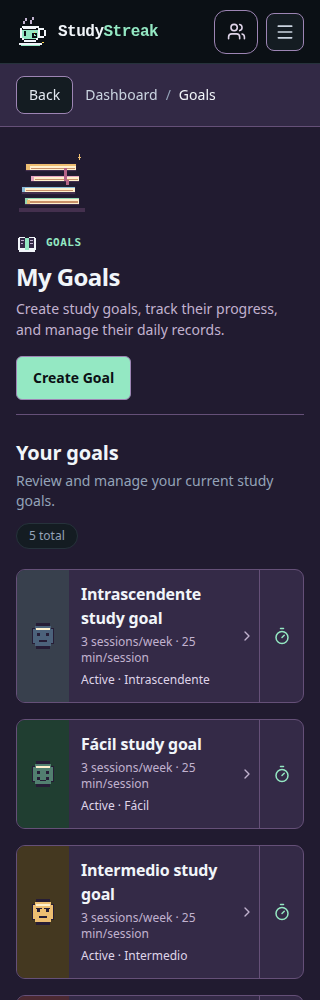 StudyStreak
Back
Dashboard / Goals
GOALS
My Goals
Create study goals, track their progress,
and manage their daily records.
Create Goal
Your goals
Review and manage your current study
goals.
5 total
Intrascendente
study goal
3 sessions/week · 25
min/session
Active · Intrascendente
Fácil study goal
3 sessions/week · 25
min/session
Active · Fácil
Intermedio study
goal
3 sessions/week · 25
min/session
Active · Intermedio